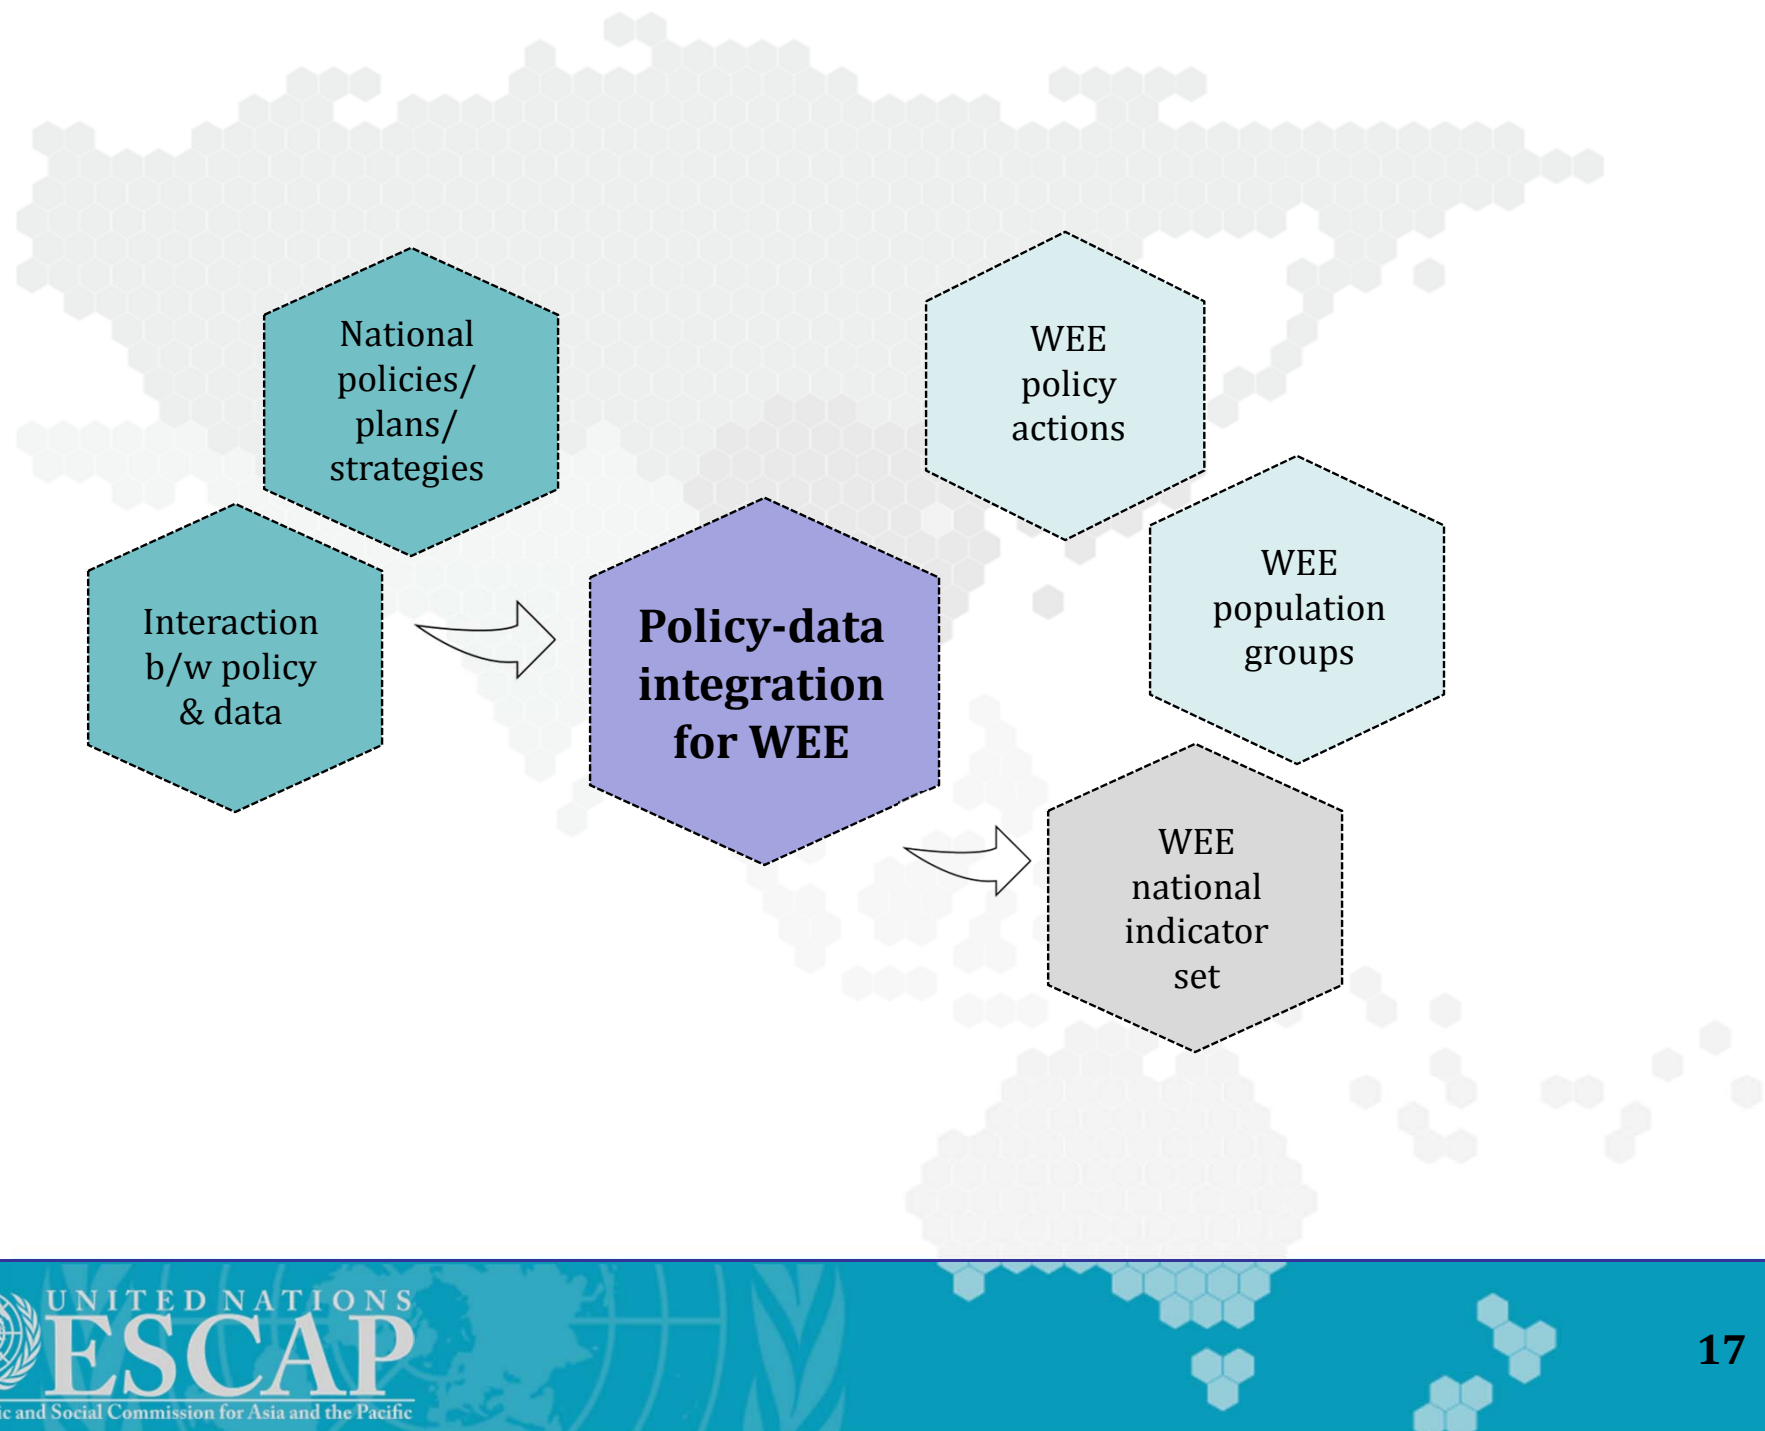 National
policies/
plans/
strategies
Interaction
b/w policy
& data
Policy-data
integration
for WEE
WEE
policy
actions
WEE
population
groups
WEE
national
indicator
set
UNITED NATIONS
ESCAP
ic and Social Commission for Asia and the Pacific
17